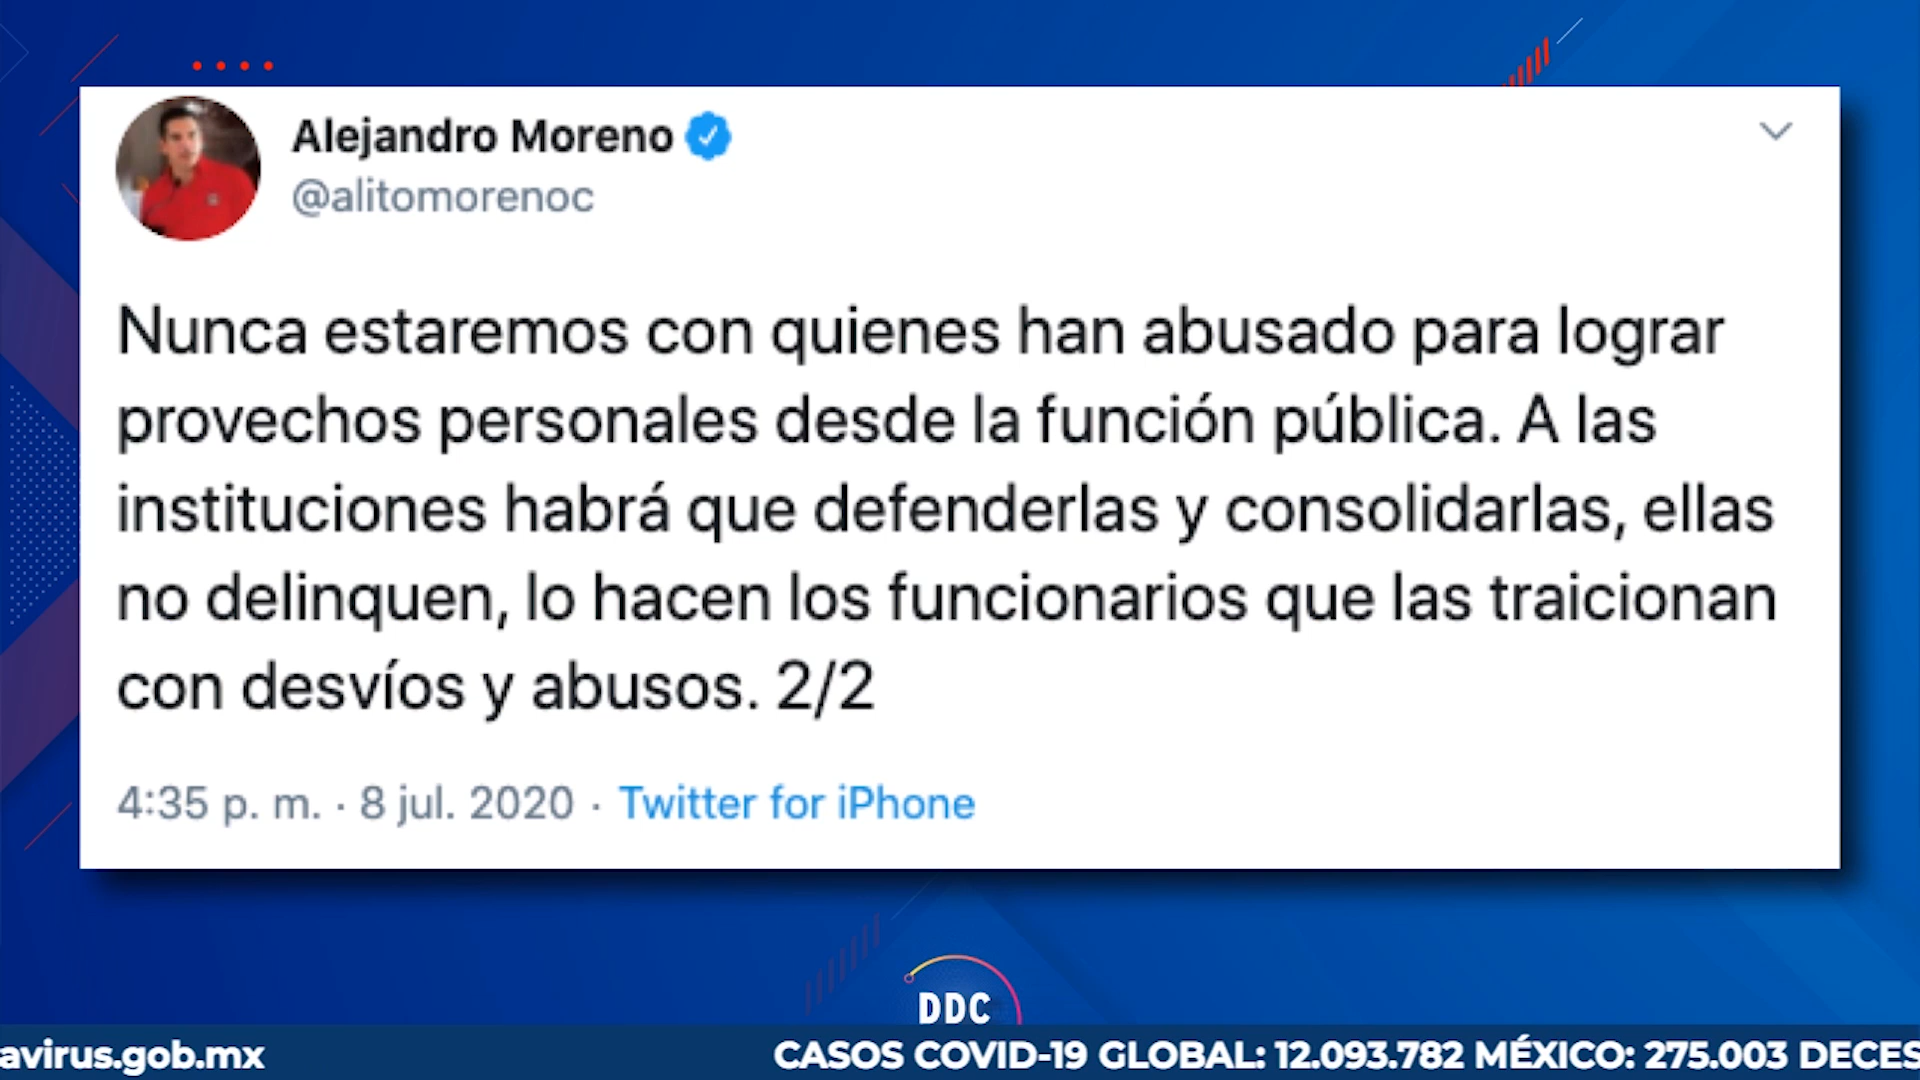 Alejandro Moreno
@alitomorenoc
Nunca estaremos con quienes han abusado para lograr
provechos personales desde la función pública. A las
instituciones habrá que defenderlas y consolidarlas, ellas
no delinquen, lo hacen los funcionarios que las traicionan
con desvíos y abusos. 2/2
4:35 p. m. · 8 jul. 2020 · Twitter for iPhone
DDC
avirus.gob.mx CASOS COVID-19 GLOBAL: 12.093.782 MÉXICO: 275.003 DECES